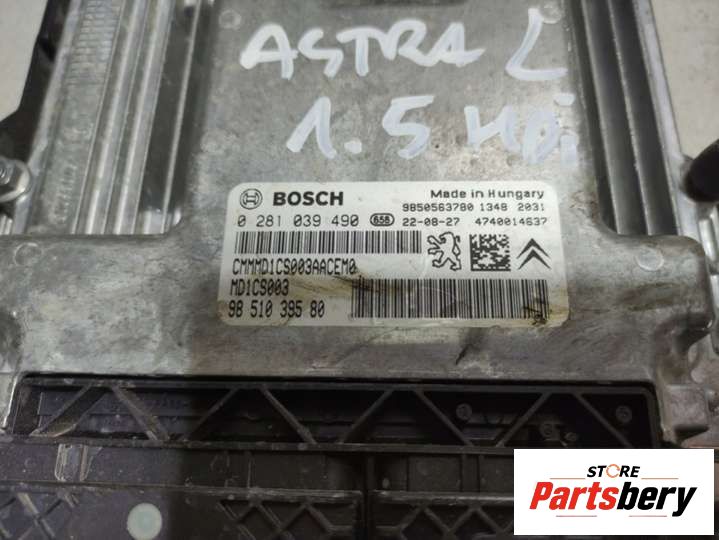 ASTRA L
1.5 HDi
BOSCH
Made in Hungary
9850563780 1348 2031
0 281 039 490 658 22-08-27 4740014637
CMMMD1CS003AACEM0
MD1CS003
98 510 395 80
STORE
Partsbery